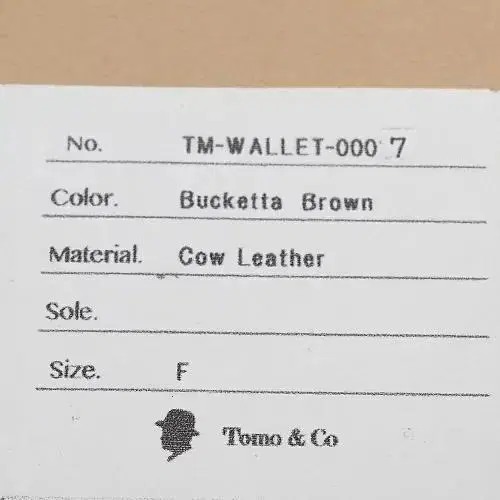 No. TM-WALLET-000 7
Color. Bucketta Brown
Material. Cow Leather
Sole.
Size. F
Tomo & Co